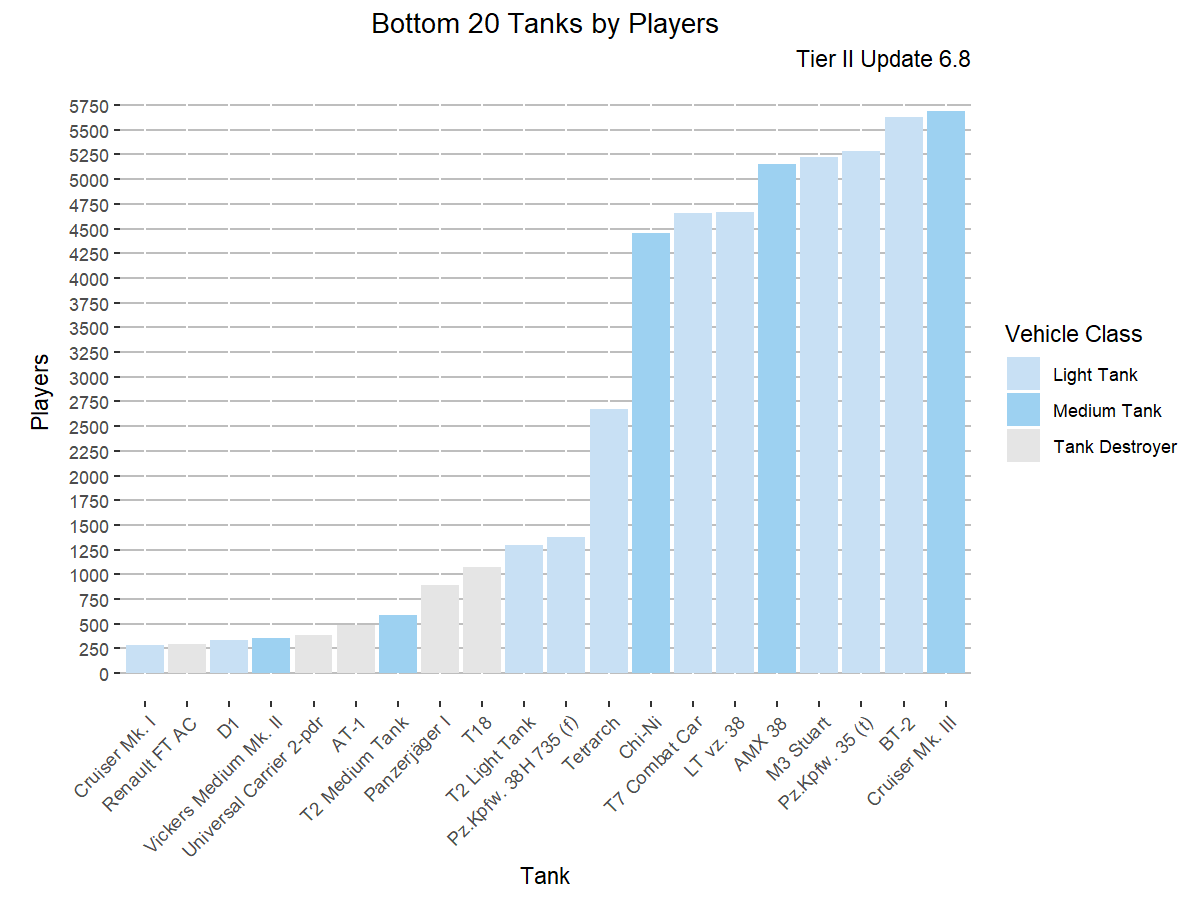 Bottom 20 Tanks by Players
Tier II Update 6.8
5750
5500
5250
5000
4750
4500
4250
4000
3750
3500
3250
3000
2750
2500
2250
2000
1750
1500
1250
1000
750
500
250
0
Players
Cruiser Mk. I
Renault FT AC
D1
Vickers Medium Mk. II
Universal Carrier 2-pdr
AT-1
T2 Medium Tank
Panzerjäger I
T18
T2 Light Tank
Pz.Kpfw. 38H 735 (f)
Tetrarch
Chi-Ni
T7 Combat Car
LT vz. 38
AMX 38
M3 Stuart
Pz.Kpfw. 35 (t)
BT-2
Cruiser Mk. III
Tank
Vehicle Class
Light Tank
Medium Tank
Tank Destroyer